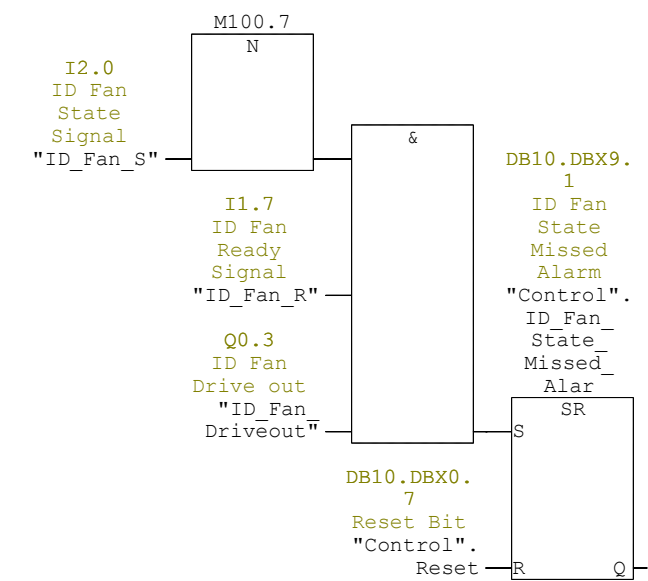 M100.7
N
I2.0
ID Fan
State
Signal
"ID_Fan_S"
&
I1.7
ID Fan
Ready
Signal
"ID_Fan_R"
Q0.3
ID Fan
Drive out
"ID_Fan_
Driveout"
DB10.DBX9.
1
ID Fan
State
Missed
Alarm
"Control".
ID_Fan_
State_
Missed_
Alar
SR
S
DB10.DBX0.
7
Reset Bit
"Control".
Reset
R
Q